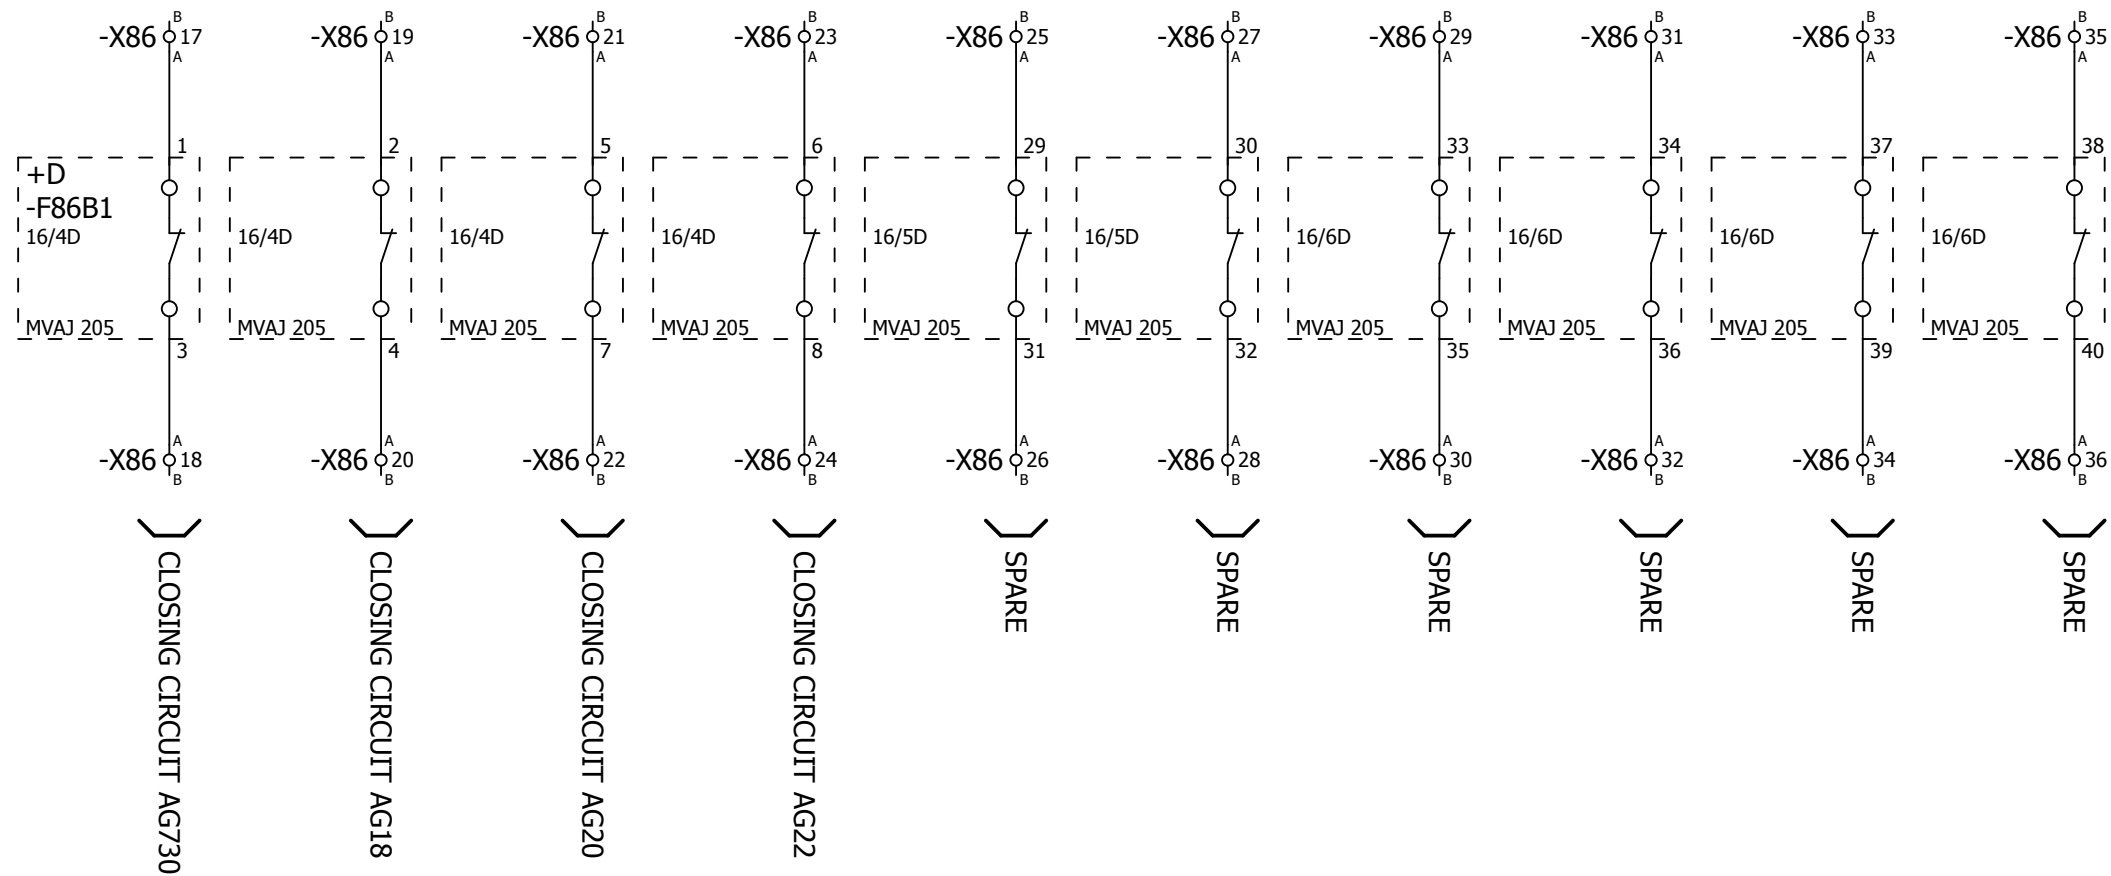 B B B B B B B B B B
-X86 17 -X86 19 -X86 21 -X86 23 -X86 25 -X86 27 -X86 29 -X86 31 -X86 33 -X86 35
A A A A A A A A A A
1 2 5 6 29 30 33 34 37 38
+D
-F86B1
16/4D 16/4D 16/4D 16/4D 16/5D 16/5D 16/6D 16/6D 16/6D 16/6D
MVAJ 205 MVAJ 205 MVAJ 205 MVAJ 205 MVAJ 205 MVAJ 205 MVAJ 205 MVAJ 205 MVAJ 205 MVAJ 205
3 4 7 8 31 32 35 36 39 40
A A A A A A A A A A
-X86 18 -X86 20 -X86 22 -X86 24 -X86 26 -X86 28 -X86 30 -X86 32 -X86 34 -X86 36
B B B B B B B B B B
CLOSING CIRCUIT AG730
CLOSING CIRCUIT AG18
CLOSING CIRCUIT AG20
CLOSING CIRCUIT AG22
SPARE
SPARE
SPARE
SPARE
SPARE
SPARE